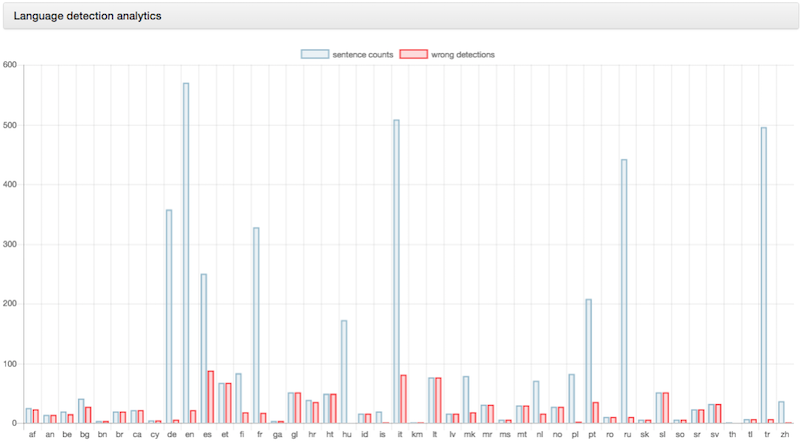 Language detection analytics
sentence counts wrong detections
600
500
400
300
200
100
0
af an be bg bn br ca cy de en es et fi fr ga gl hr ht hu id is it km lt lv mk mr ms mt nl no pl pt ro ru sk sl so sr sv th tl tr zh